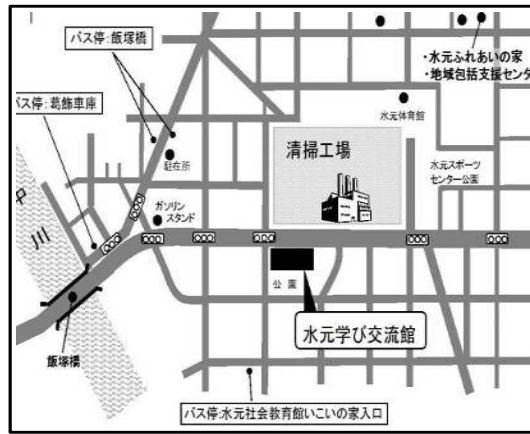 バス停:飯塚橋
・水元ふれあいの家
・地域包括支援センタ
バス停:葛飾車庫
水元体育館
清掃工場
駐在所
水元スポーツ
センター公園
ガソリン
スタンド
中
川
公園
水元学び交流館
飯塚橋
バス停:水元社会教育館いこいの家入口